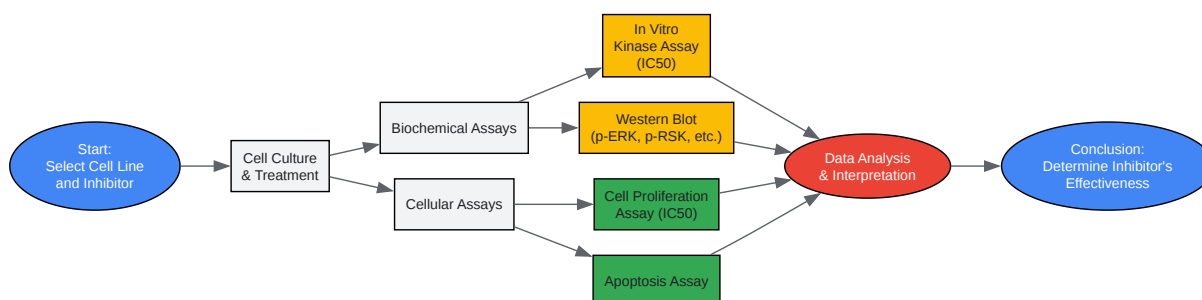 Start:
Select Cell Line
and Inhibitor
Cell Culture
& Treatment
Biochemical Assays
Cellular Assays
In Vitro
Kinase Assay
(IC50)
Western Blot
(p-ERK, p-RSK, etc.)
Cell Proliferation
Assay (IC50)
Apoptosis Assay
Data Analysis
& Interpretation
Conclusion:
Determine Inhibitor's
Effectiveness